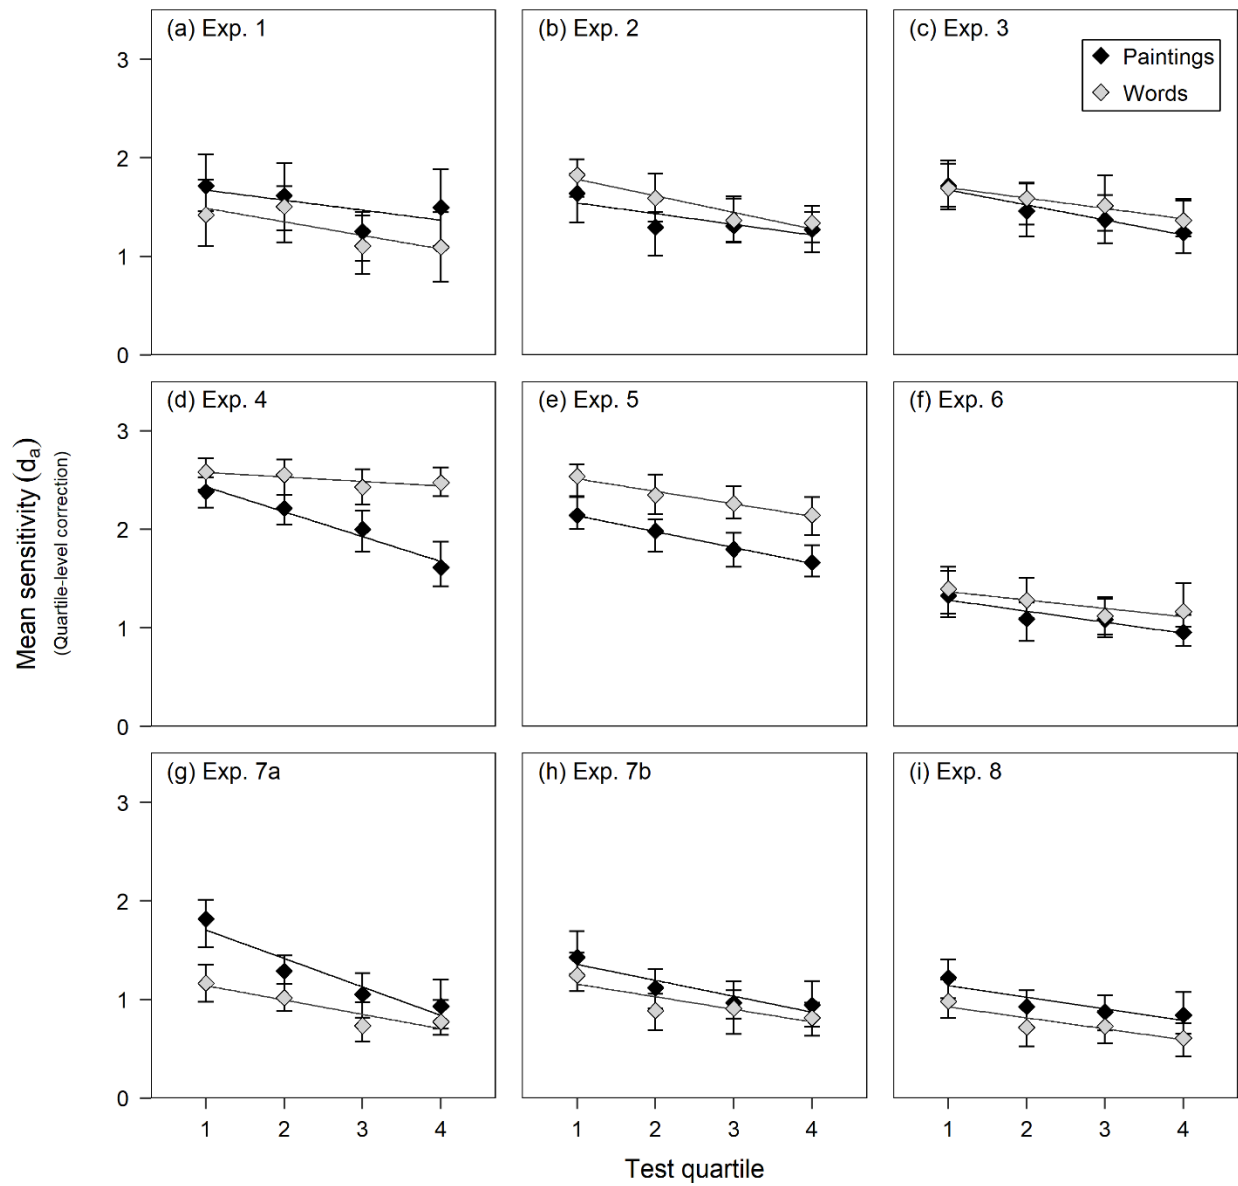 (a) Exp. 1
(b) Exp. 2
(c) Exp. 3
Paintings
Words
3
2
1
0
(d) Exp. 4
(e) Exp. 5
(f) Exp. 6
3
2
1
0
Mean sensitivity (da)
(Quartile-level correction)
(g) Exp. 7a
(h) Exp. 7b
(i) Exp. 8
3
2
1
0
1 2 3 4
1 2 3 4
1 2 3 4
Test quartile